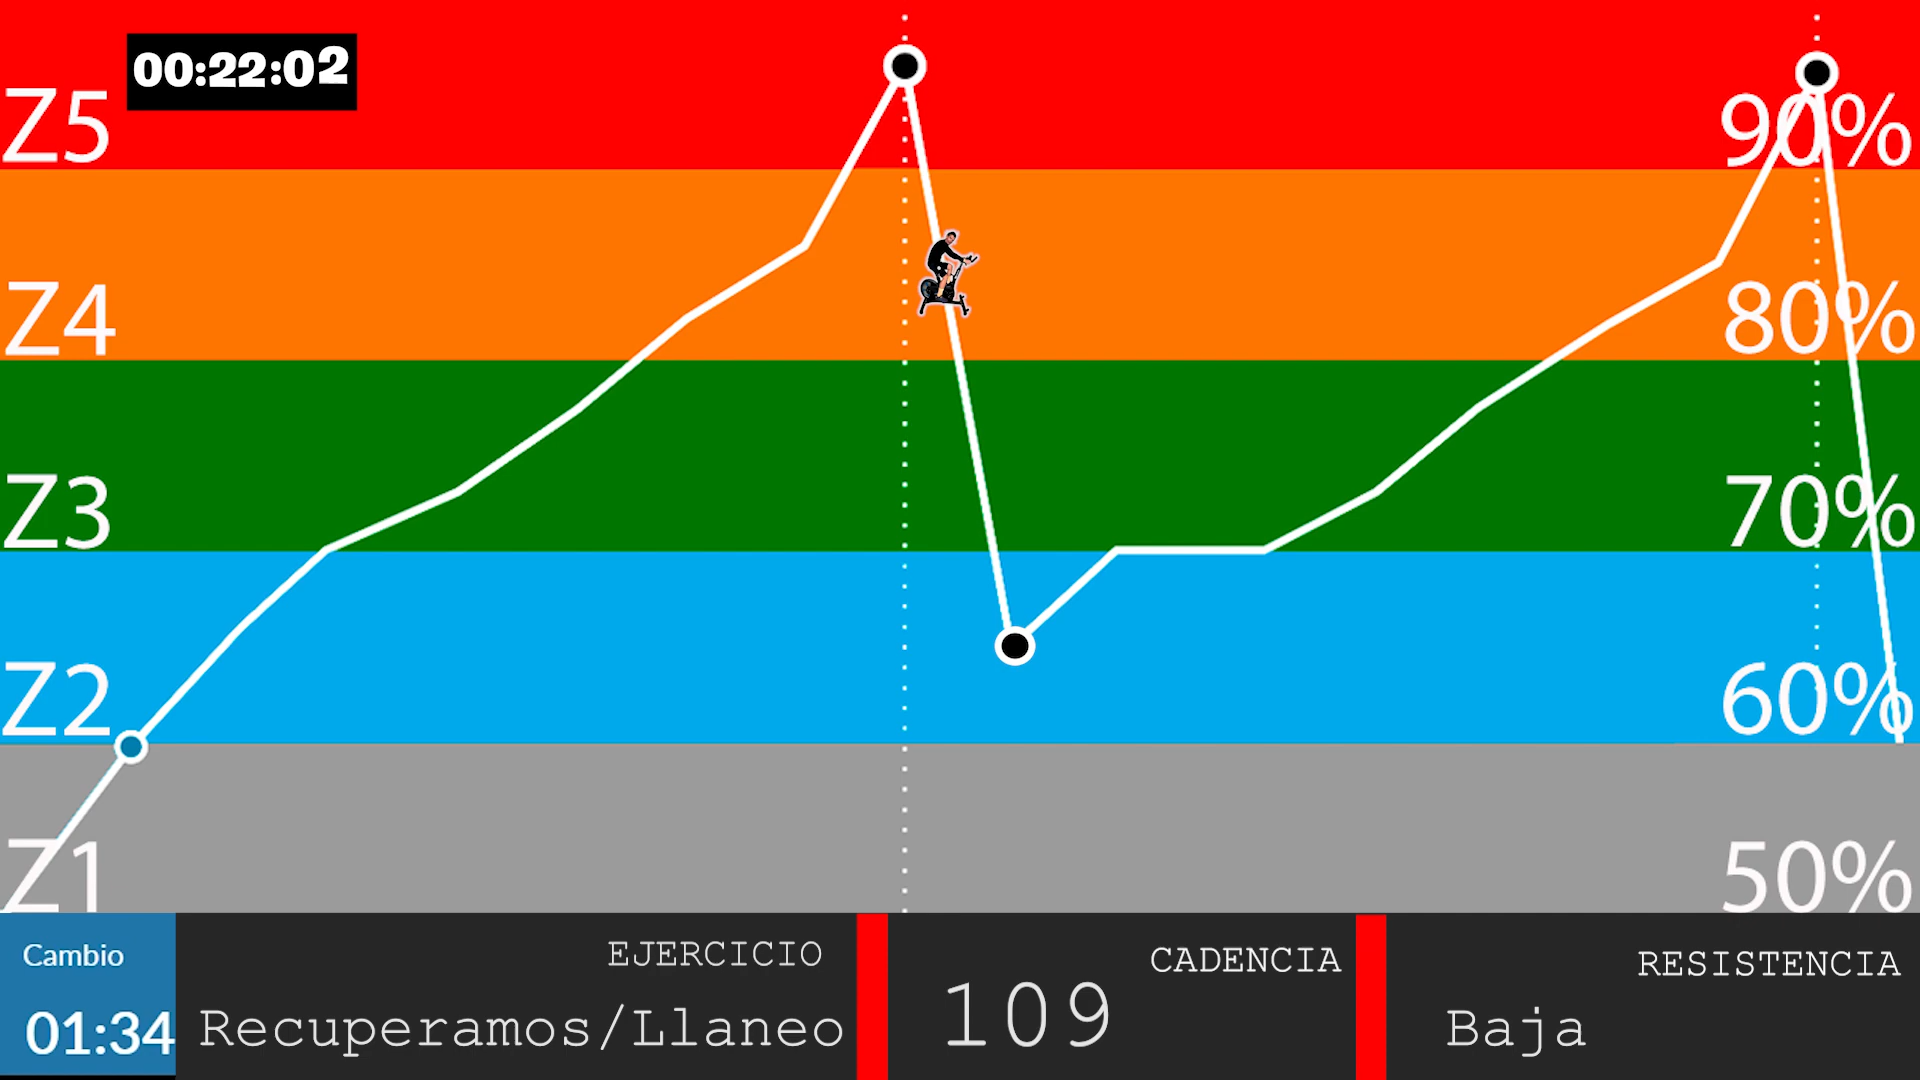 00:22:02
Z5
90%
Z4
80%
Z3
70%
Z2
60%
Z1
50%
Cambio
01:34
EJERCICIO
Recuperamos/Llaneo
CADENCIA
109
RESISTENCIA
Baja